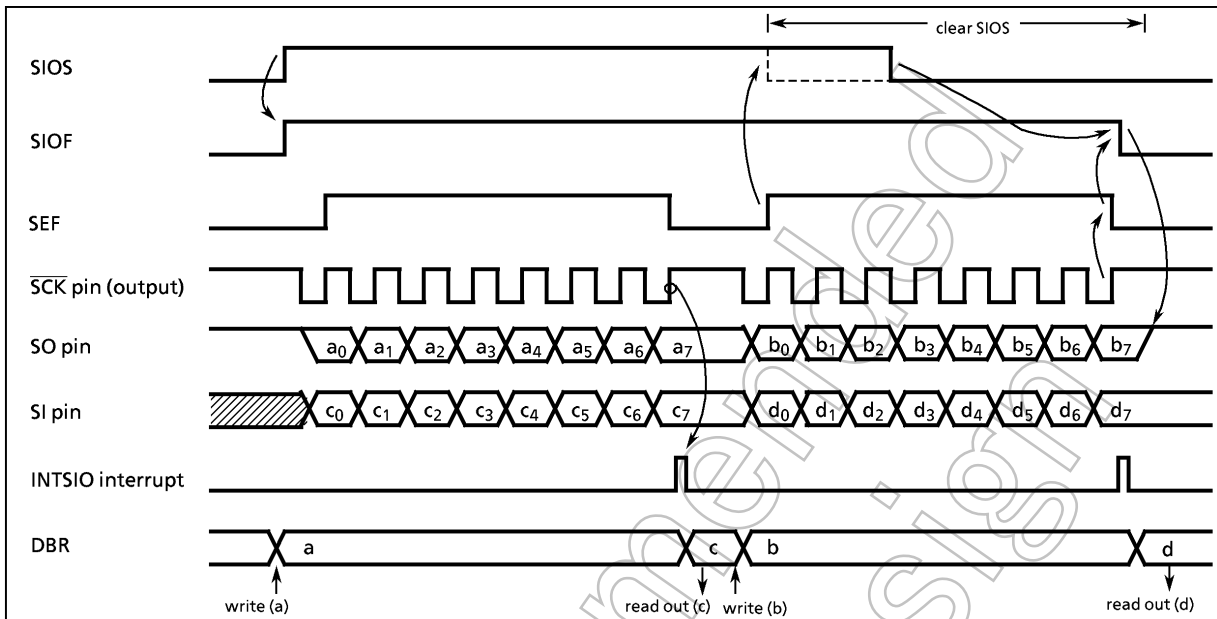 clear SIOS
SIOS
SIOF
SEF
SCK pin (output)
SO pin a0 a1 a2 a3 a4 a5 a6 a7 b0 b1 b2 b3 b4 b5 b6 b7
SI pin c0 c1 c2 c3 c4 c5 c6 c7 d0 d1 d2 d3 d4 d5 d6 d7
INTSIO interrupt
DBR a c b d
write (a) read out (c) write (b) read out (d)
mmended
sign